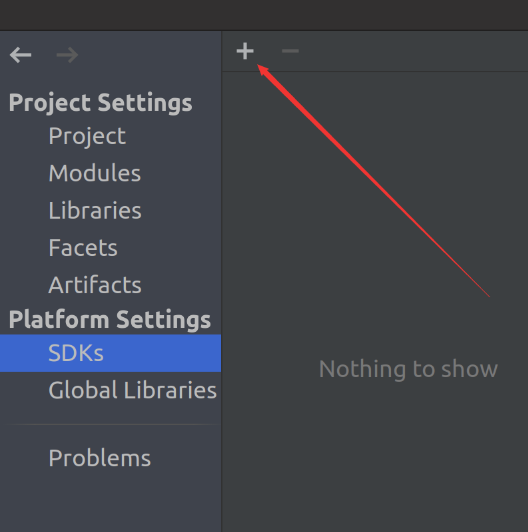 Project Settings
Project
Modules
Libraries
Facets
Artifacts
Platform Settings
SDKs
Global Libraries
Problems
Nothing to show